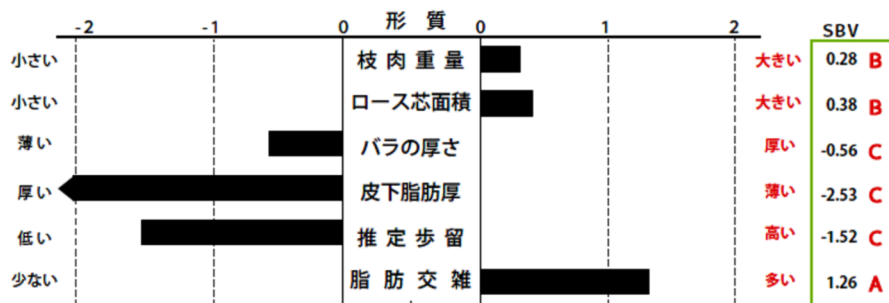 -2 -1 0 形 質 0 1 2 SBV
小さい 枝 肉 重 量 大きい 0.28 B
小さい ロース芯面積 大きい 0.38 B
薄い バラの厚さ 厚い -0.56 C
厚い 皮下脂肪厚 薄い -2.53 C
低い 推 定 歩 留 高い -1.52 C
少ない 脂 肪 交 雑 多い 1.26 A